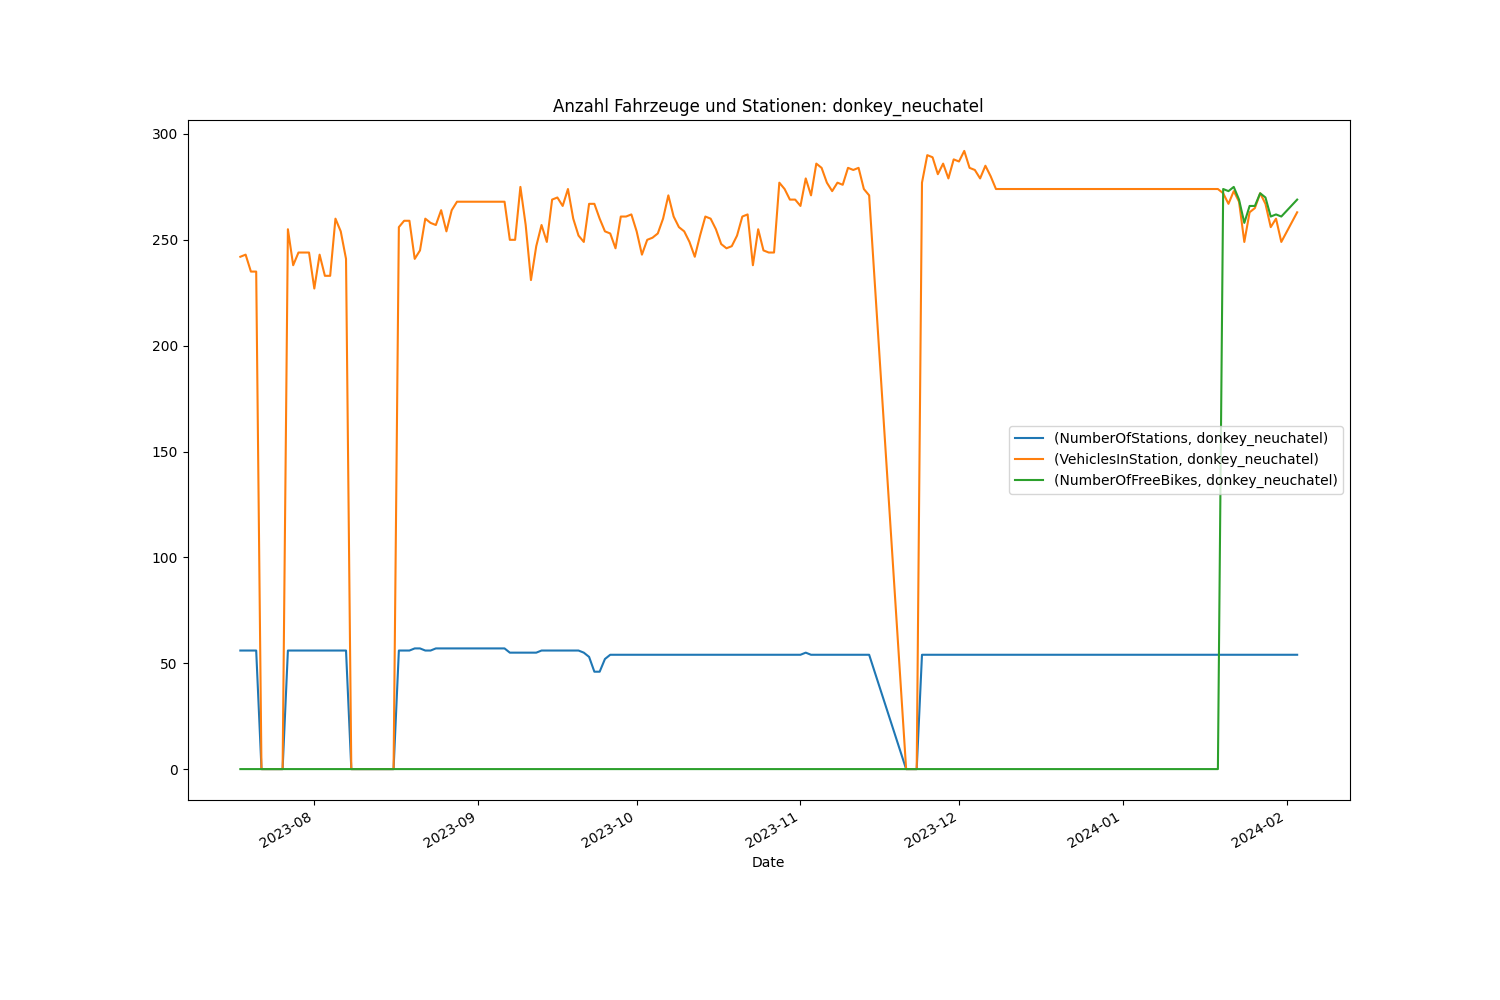 Anzahl Fahrzeuge und Stationen: donkey_neuchatel
300
250
200
150
100
50
0
(NumberOfStations, donkey_neuchatel)
(VehiclesInStation, donkey_neuchatel)
(NumberOfFreeBikes, donkey_neuchatel)
2023-08
2023-09
2023-10
2023-11
2023-12
2024-01
2024-02
Date